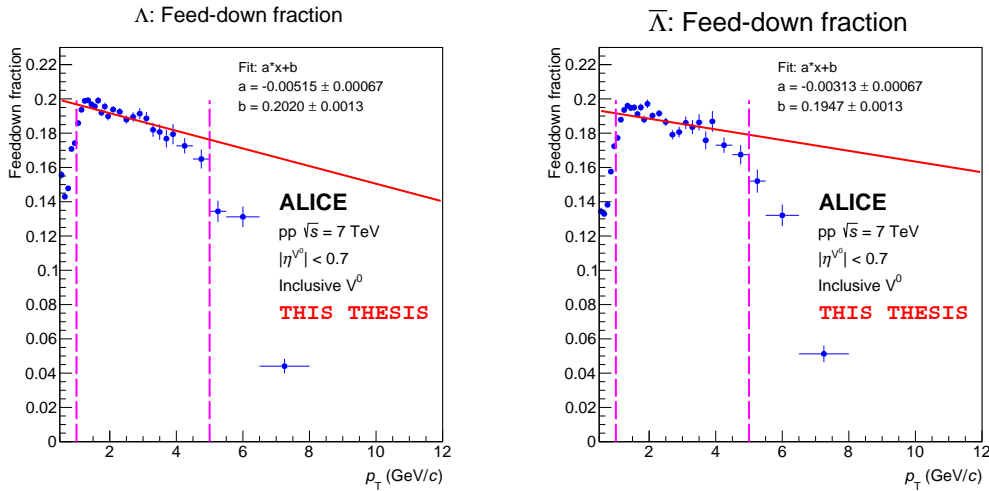 Λ: Feed-down fraction
Feeddown fraction
0.22
0.2
0.18
0.16
0.14
0.12
0.1
0.08
0.06
0.04
0.02
0
Fit: a*x+b
a = -0.00515 ± 0.00067
b = 0.2020 ± 0.0013
ALICE
pp √s = 7 TeV
|η^V⁰| < 0.7
Inclusive V⁰
THIS THESIS
2 4 6 8 10 12
p_T (GeV/c)
Λ̅: Feed-down fraction
Feeddown fraction
0.22
0.2
0.18
0.16
0.14
0.12
0.1
0.08
0.06
0.04
0.02
0
Fit: a*x+b
a = -0.00313 ± 0.00067
b = 0.1947 ± 0.0013
ALICE
pp √s = 7 TeV
|η^V⁰| < 0.7
Inclusive V⁰
THIS THESIS
2 4 6 8 10 12
p_T (GeV/c)